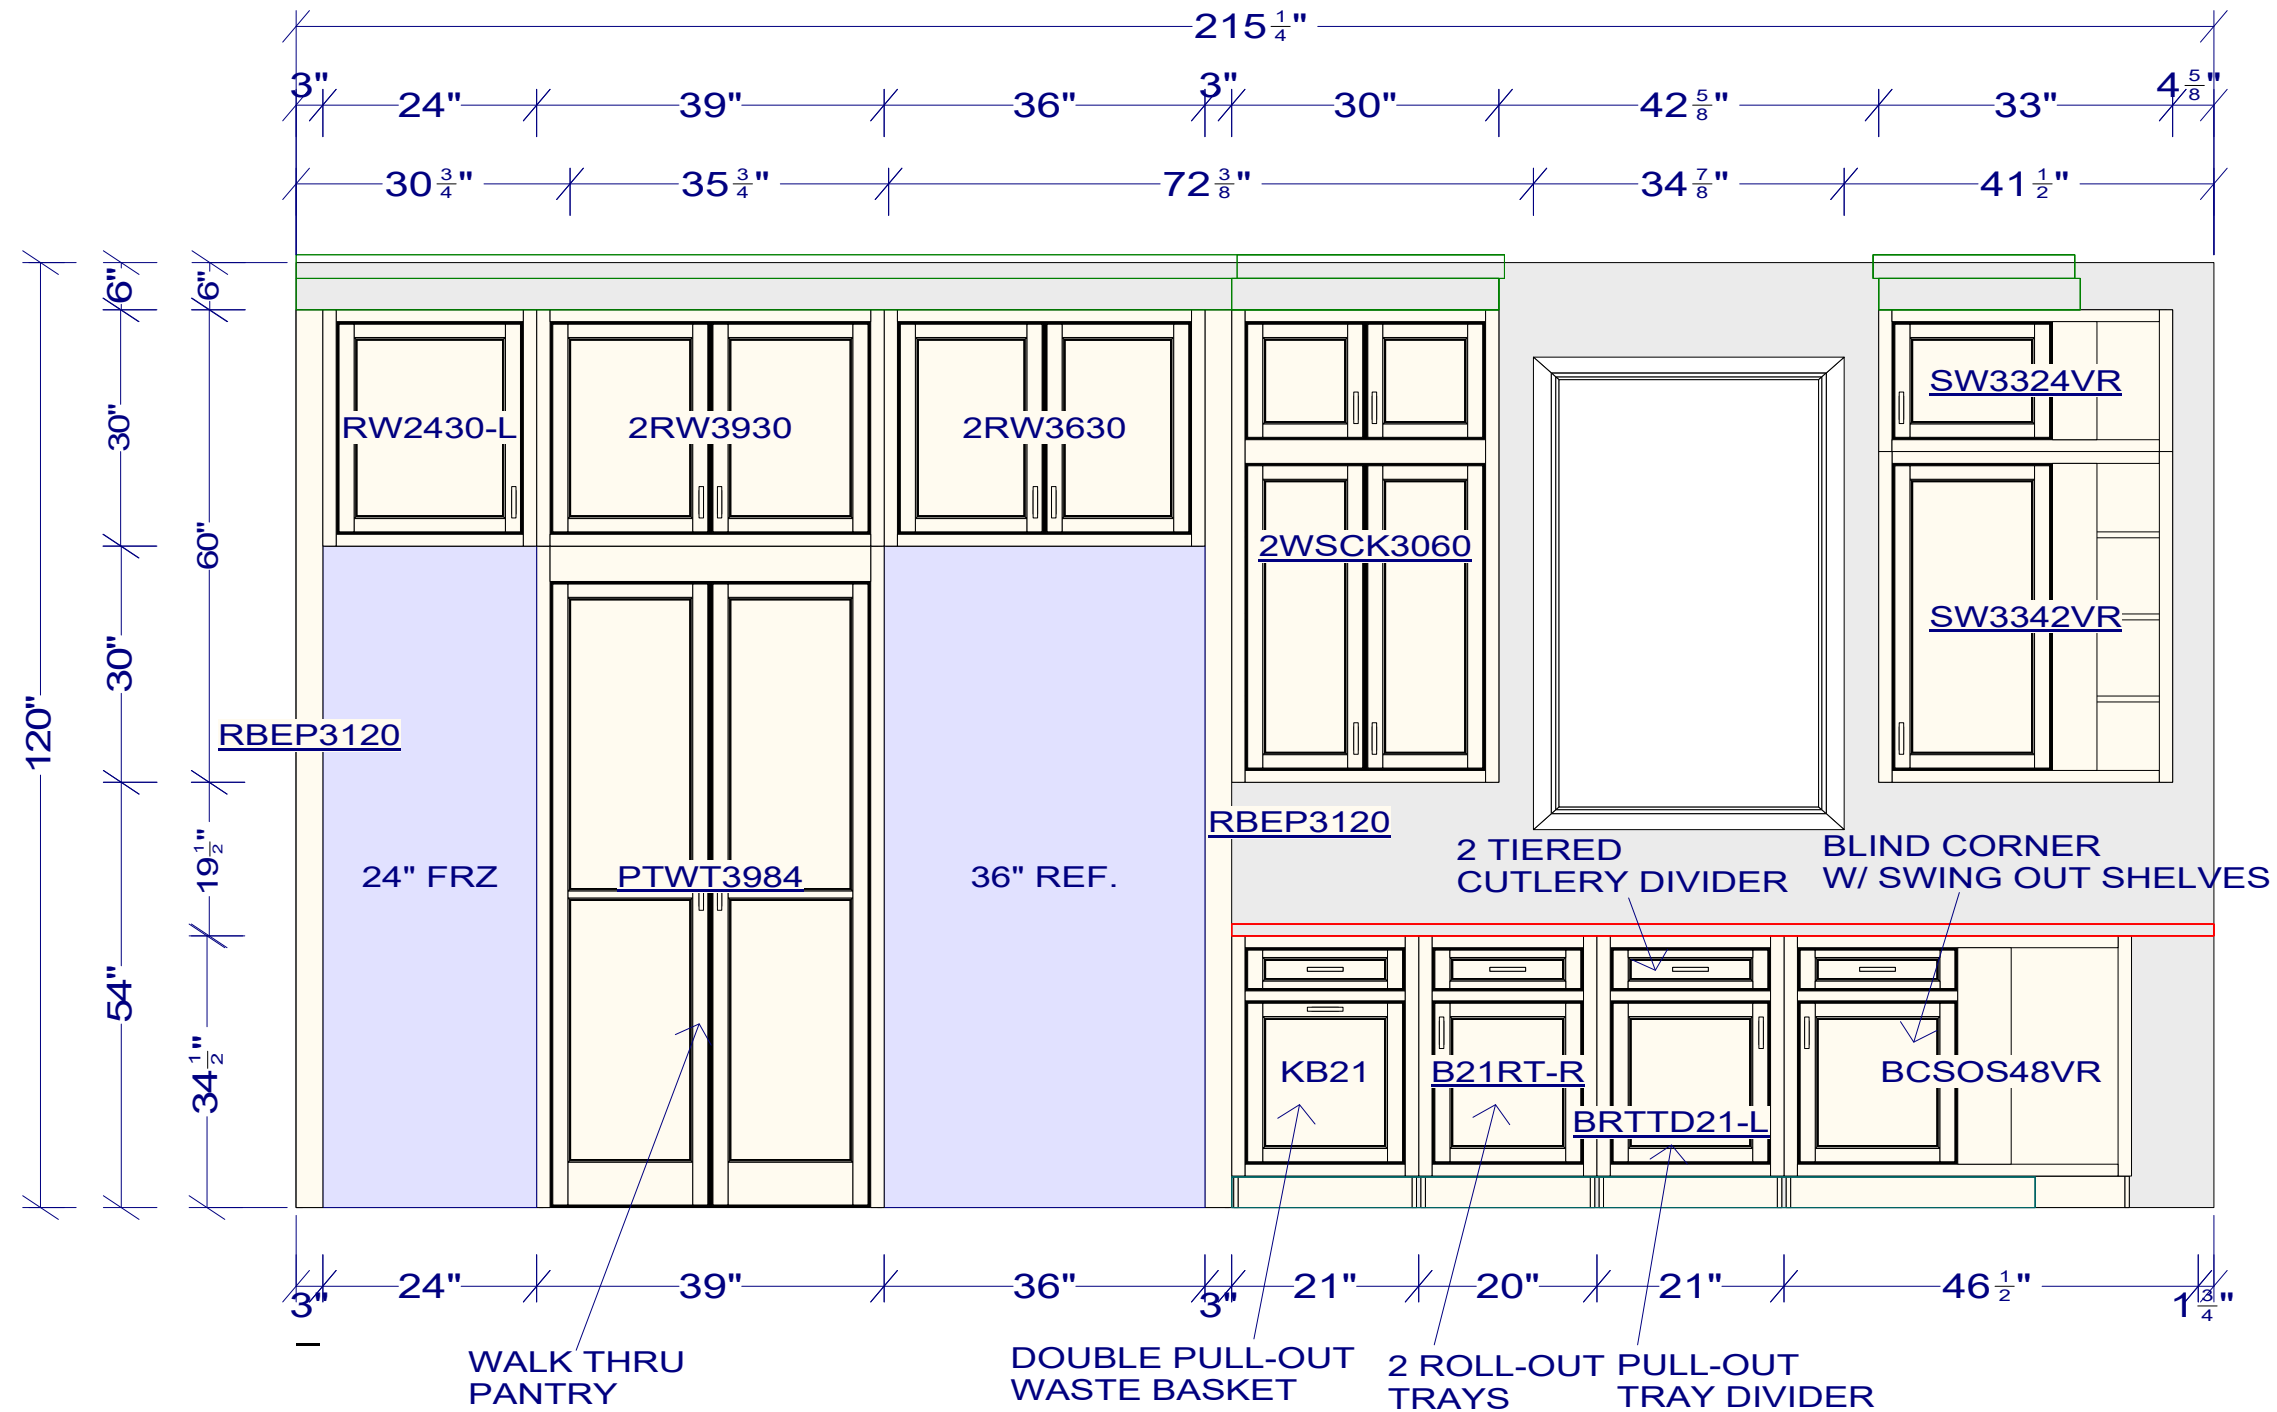 215 1/4"
3" 24" 39" 36" 3" 30" 42 5/8" 33" 4 5/8"
30 3/4" 35 3/4" 72 3/8" 34 7/8" 41 1/2"
6" 6"
SW3324VR
RW2430-L 2RW3930 2RW3630
30"
60"
2WSCK3060
SW3342VR
30"
120"
RBEP3120
RBEP3120
19 1/2"
2 TIERED
CUTLERY DIVIDER
BLIND CORNER
W/ SWING OUT SHELVES
24" FRZ PTWT3984 36" REF.
54"
34 1/2"
KB21 B21RT-R BCSOS48VR
BRTTD21-L
3" 24" 39" 36" 3" 21" 20" 21" 46 1/2" 1 3/4"
WALK THRU
PANTRY
DOUBLE PULL-OUT
WASTE BASKET
2 ROLL-OUT
TRAYS
PULL-OUT
TRAY DIVIDER